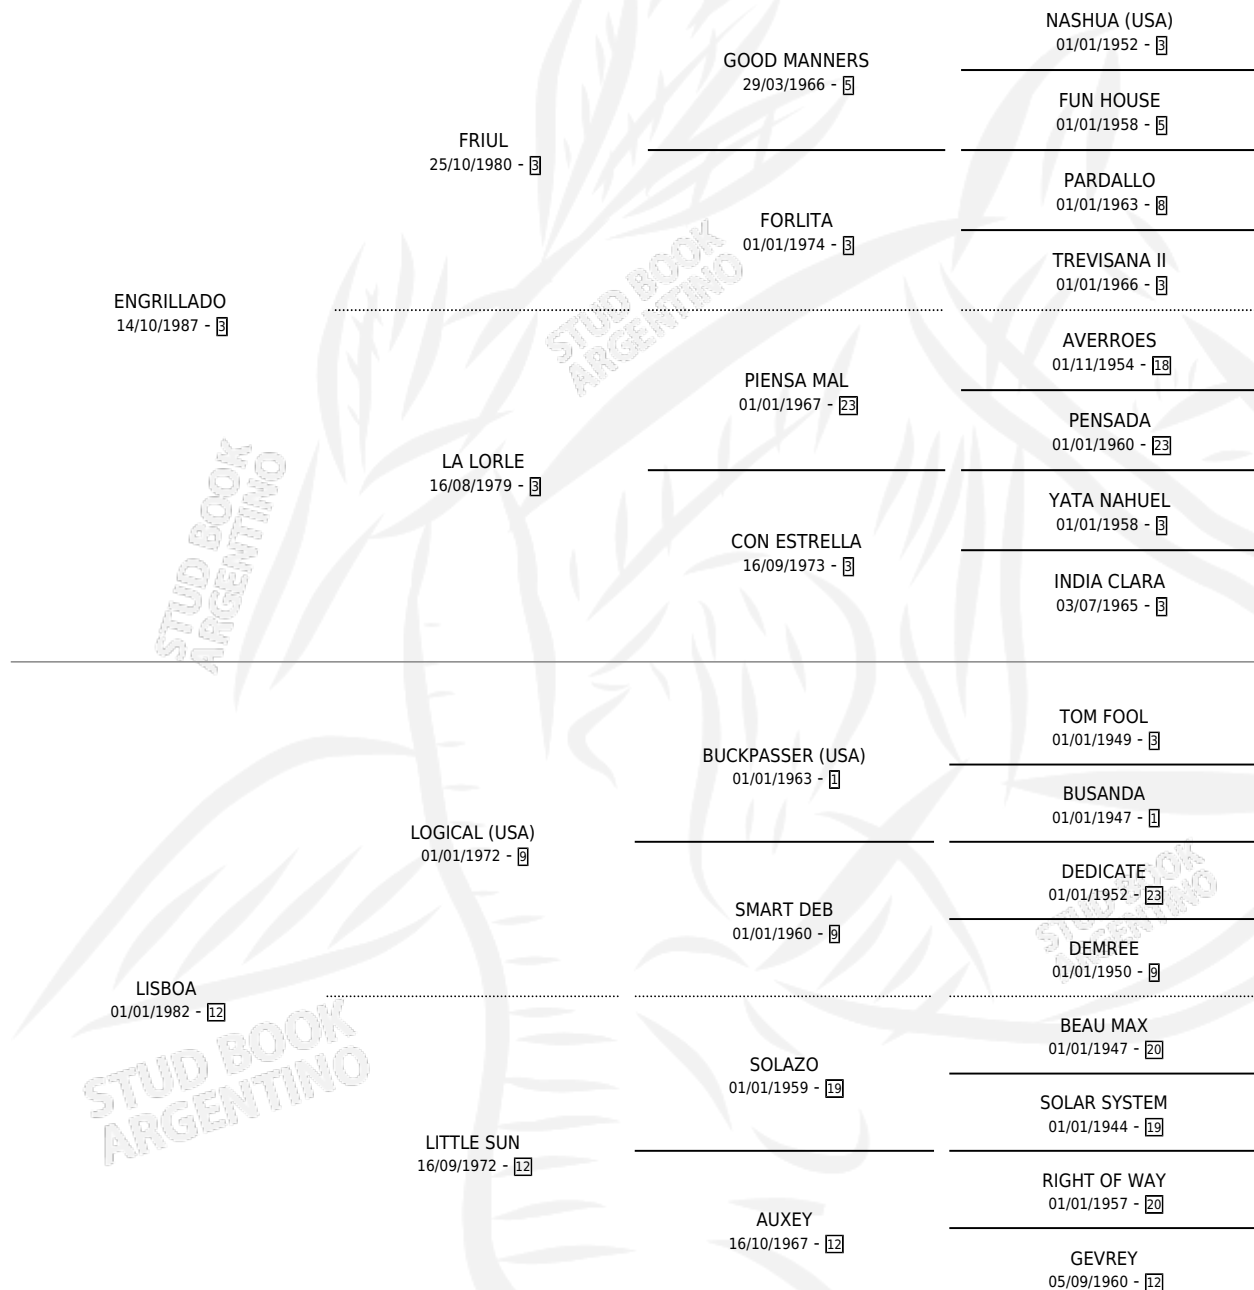 NASHUA (USA)
01/01/1952 - 3
GOOD MANNERS
29/03/1966 - 5
FUN HOUSE
01/01/1958 - 5
FRIUL
25/10/1980 - 3
PARDALLO
01/01/1963 - 8
FORLITA
01/01/1974 - 3
TREVISANA II
01/01/1966 - 3
STUD BOOK
ARGENTINO
ENGRILLADO
14/10/1987 - 3
AVERROES
01/11/1954 - 18
PIENSA MAL
01/01/1967 - 23
PENSADA
01/01/1960 - 23
LA LORLE
16/08/1979 - 3
YATA NAHUEL
01/01/1958 - 3
CON ESTRELLA
16/09/1973 - 3
INDIA CLARA
03/07/1965 - 3
STUD BOOK
ARGENTINO
TOM FOOL
01/01/1949 - 3
BUCKPASSER (USA)
01/01/1963 - 1
BUSANDA
01/01/1947 - 1
LOGICAL (USA)
01/01/1972 - 9
DEDICATE
01/01/1952 - 23
SMART DEB
01/01/1960 - 9
DEMREE
01/01/1950 - 9
STUD BOOK
ARGENTINO
LISBOA
01/01/1982 - 12
BEAU MAX
01/01/1947 - 20
SOLAZO
01/01/1959 - 19
SOLAR SYSTEM
01/01/1944 - 19
STUD BOOK
ARGENTINO
LITTLE SUN
16/09/1972 - 12
RIGHT OF WAY
01/01/1957 - 20
AUXEY
16/10/1967 - 12
GEVREY
05/09/1960 - 12